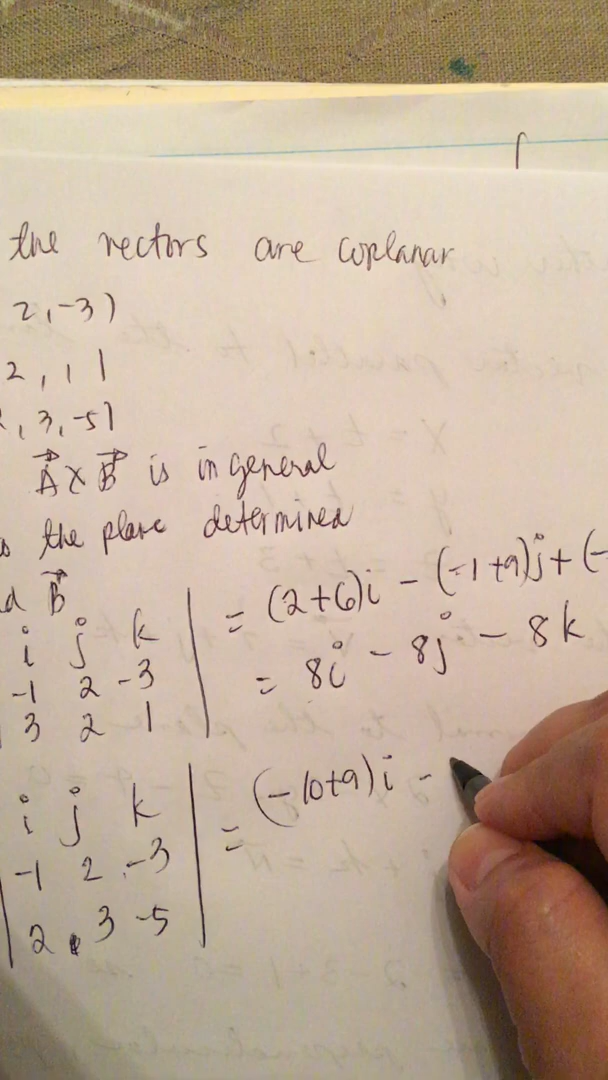 the vectors are coplanar
2, -3)
2, 1)
, 3, -5)
A⃗ X B⃗ is in general
the plane determined
B⃗
i j k = (2+6)i - (-1+9)j + (-
-1 2 -3 = 8i - 8j - 8k
3 2 1
i j k = (-10+9)i -
-1 2 -3
2 3 -5